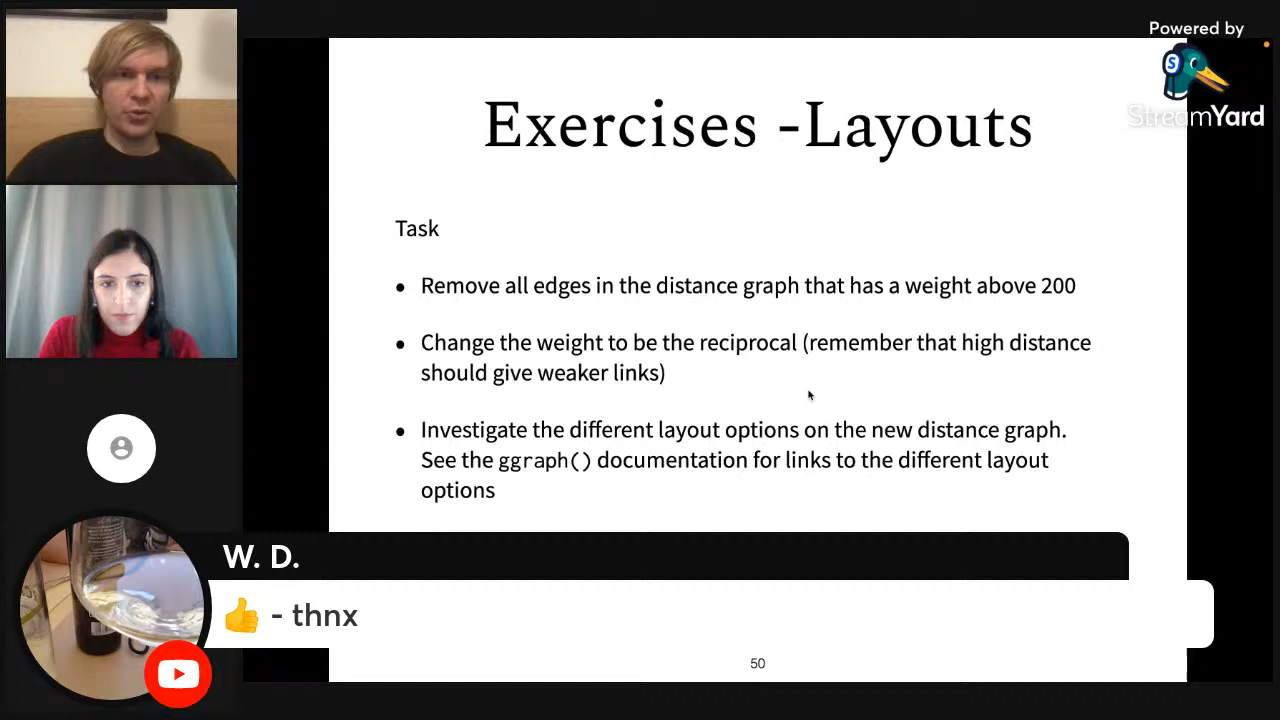 Powered by
StreamYard
Exercises -Layouts
Task
• Remove all edges in the distance graph that has a weight above 200
• Change the weight to be the reciprocal (remember that high distance
should give weaker links)
• Investigate the different layout options on the new distance graph.
See the ggraph() documentation for links to the different layout
options
W. D.
👍 - thnx
50